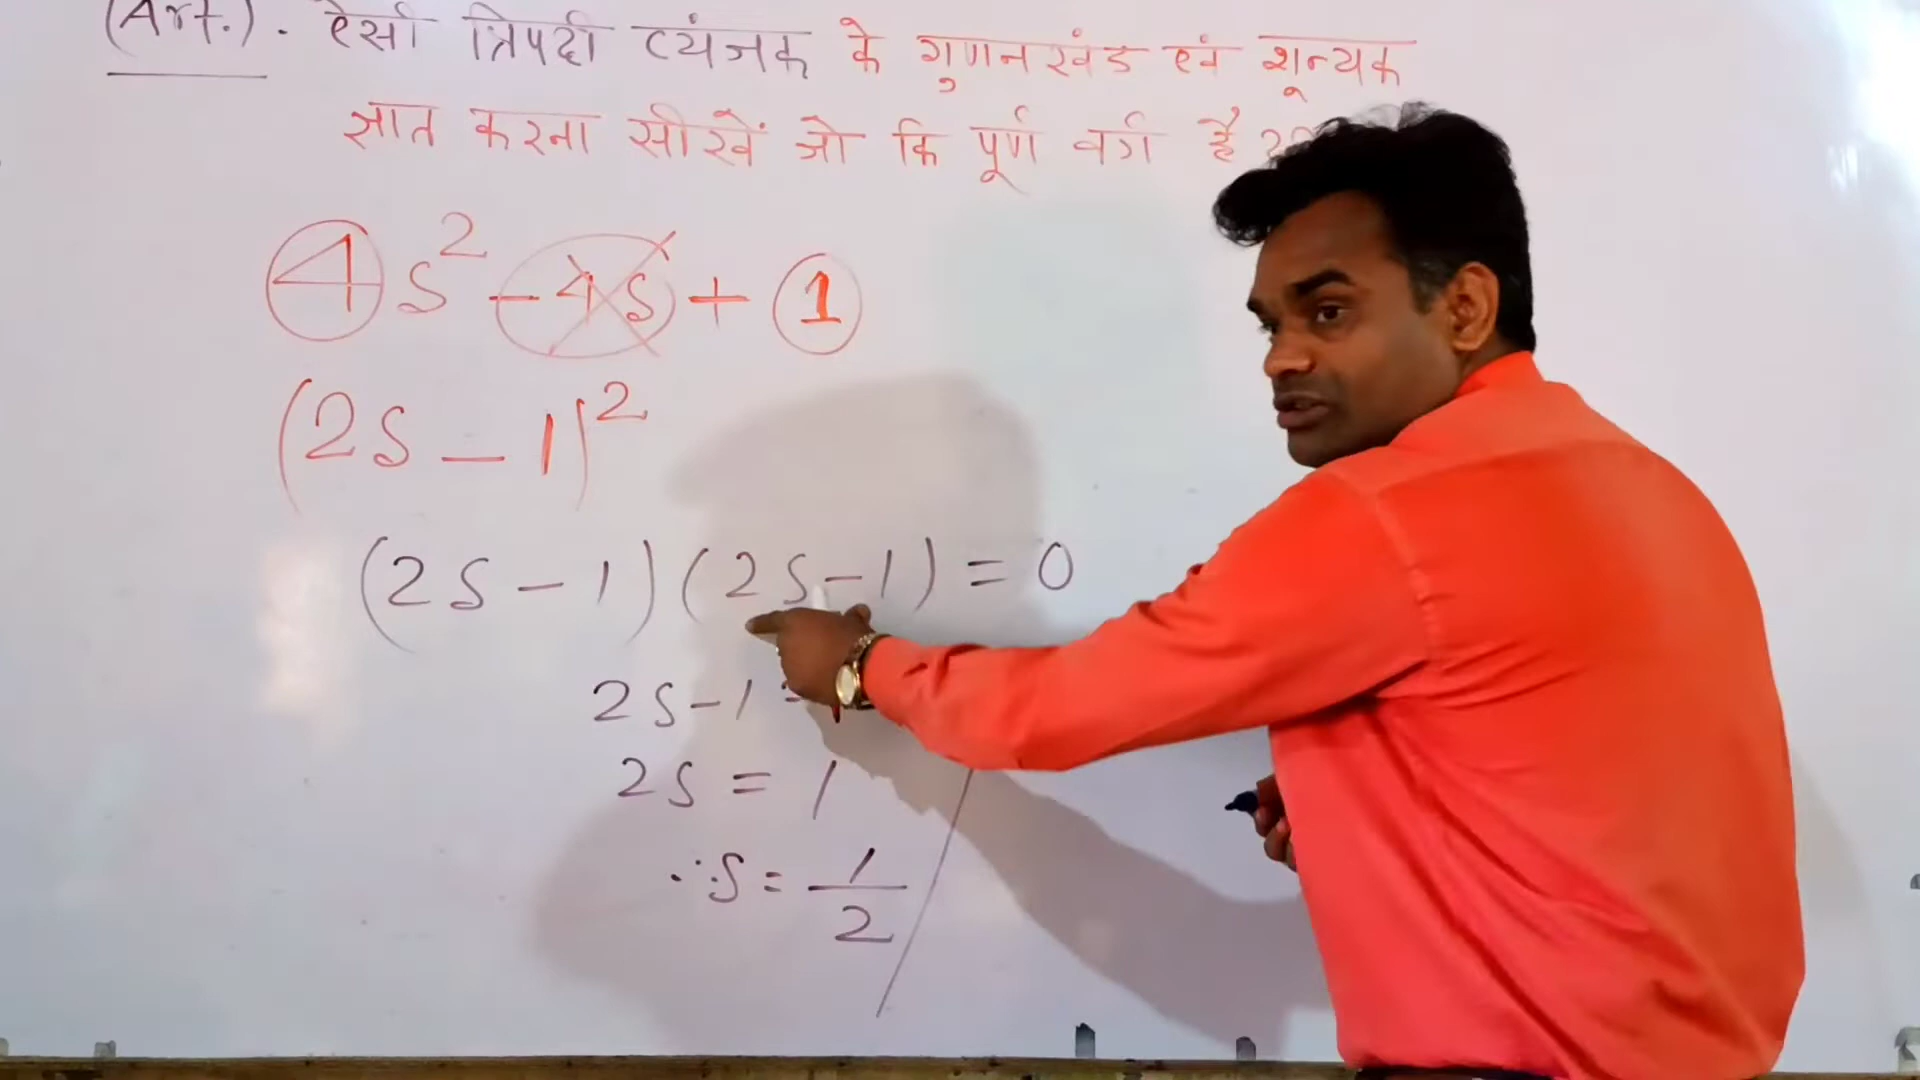 (Art.). ऐसी त्रिपदी व्यंजक के गुणनखंड एवं शून्यक
ज्ञात करना सीखें जो कि पूर्ण वर्ग है
4s² - 4s + 1
(2s - 1)²
(2s - 1) (2s - 1) = 0
2s - 1 =
2s = 1
∴ s = 1/2